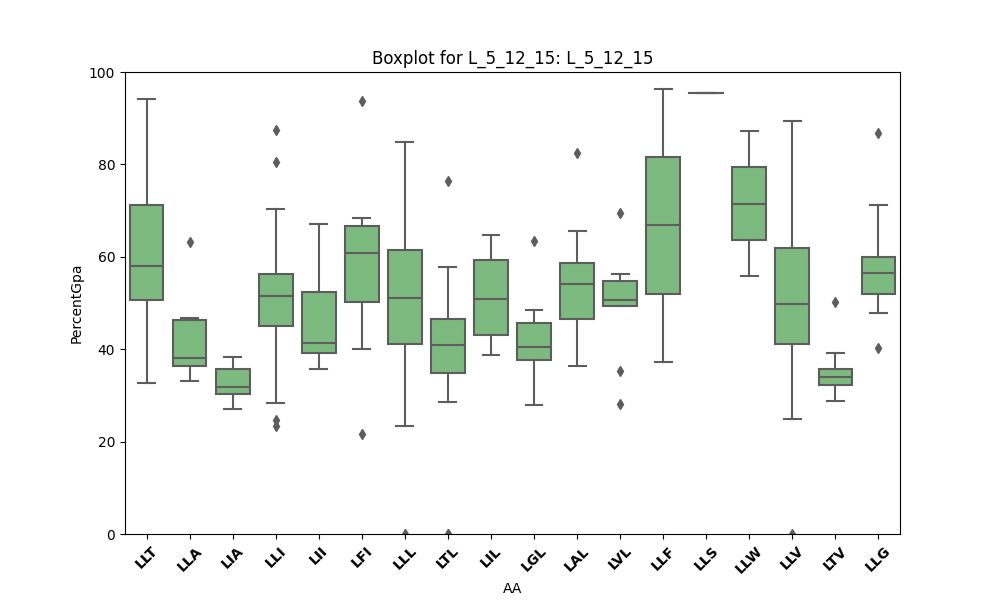 Boxplot for L_5_12_15: L_5_12_15
100
80
60
40
20
0
PercentGpa
LLT LLA LIA LLI LII LFI LLL LTL LIL LGL LAL LVL LLF LLS LLW LLV LTV LLG
AA